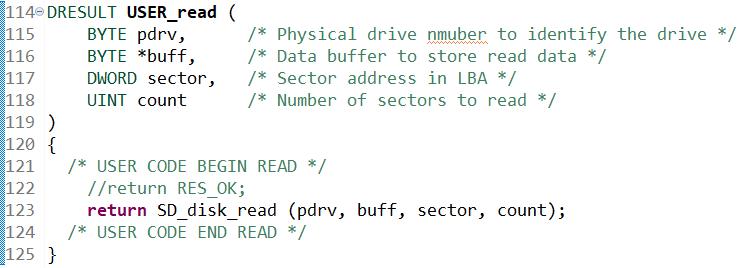 114 DRESULT USER_read (
115     BYTE pdrv,      /* Physical drive nmuber to identify the drive */
116     BYTE *buff,     /* Data buffer to store read data */
117     DWORD sector,   /* Sector address in LBA */
118     UINT count      /* Number of sectors to read */
119 )
120 {
121   /* USER CODE BEGIN READ */
122     //return RES_OK;
123     return SD_disk_read (pdrv, buff, sector, count);
124   /* USER CODE END READ */
125 }